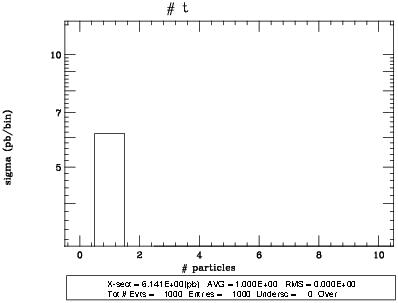 # t
10
7
5
sigma (pb/bin)
0 2 4 6 8 10
# particles
X-sect = 6.141E+00(pb) AVG = 1.000E+00 RMS = 0.000E+00
Tot # Evts = 1000 Entries = 1000 Undersc = 0 Over